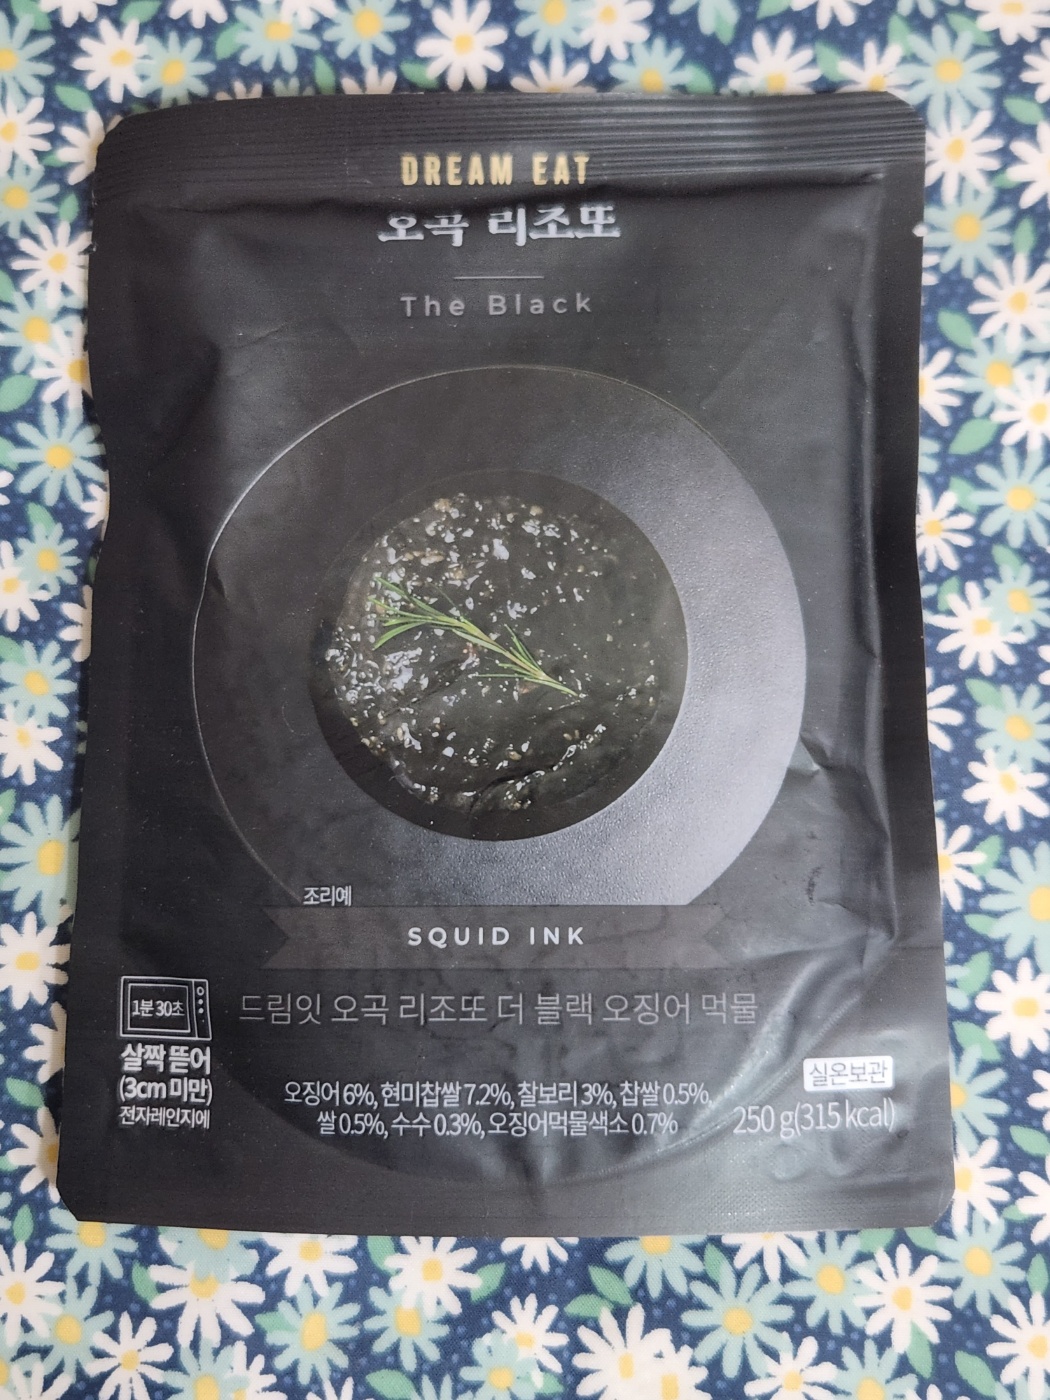 DREAM EAT
오곡 리조또
The Black
조리예
SQUID INK
드림잇 오곡 리조또 더 블랙 오징어 먹물
1분 30초
살짝 뜯어
(3cm 미만)
전자레인지에
오징어 6%, 현미찹쌀 7.2%, 찰보리 3%, 찹쌀 0.5%,
쌀 0.5%, 수수 0.3%, 오징어먹물색소 0.7%
실온보관
250 g(315 kcal)